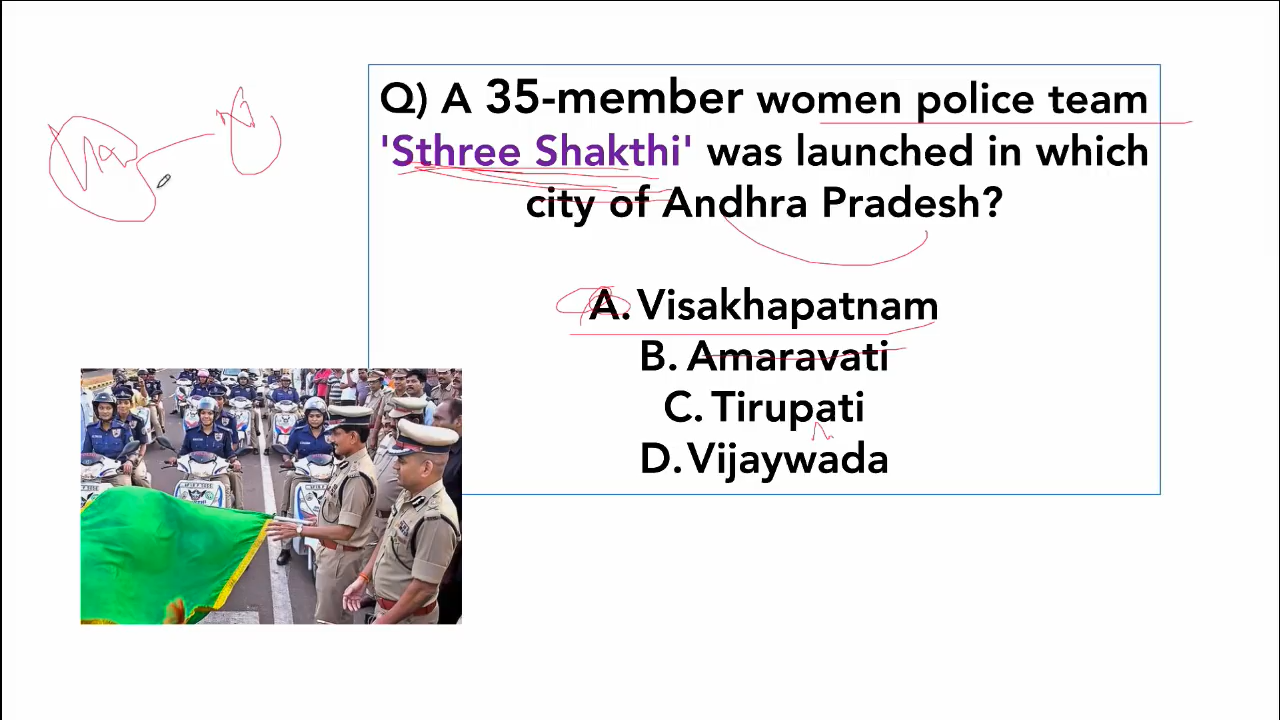 Q) A 35-member women police team
'Sthree Shakthi' was launched in which
city of Andhra Pradesh?
A. Visakhapatnam
B. Amaravati
C. Tirupati
D. Vijaywada